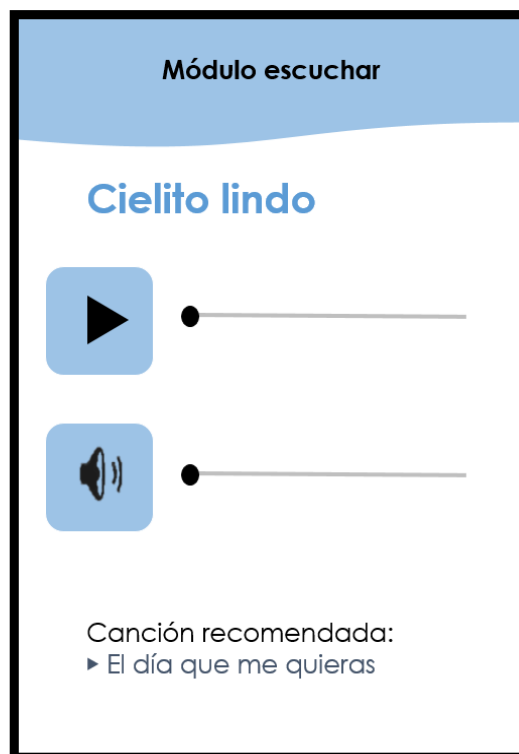 Módulo escuchar
Cielito lindo
Canción recomendada:
El día que me quieras